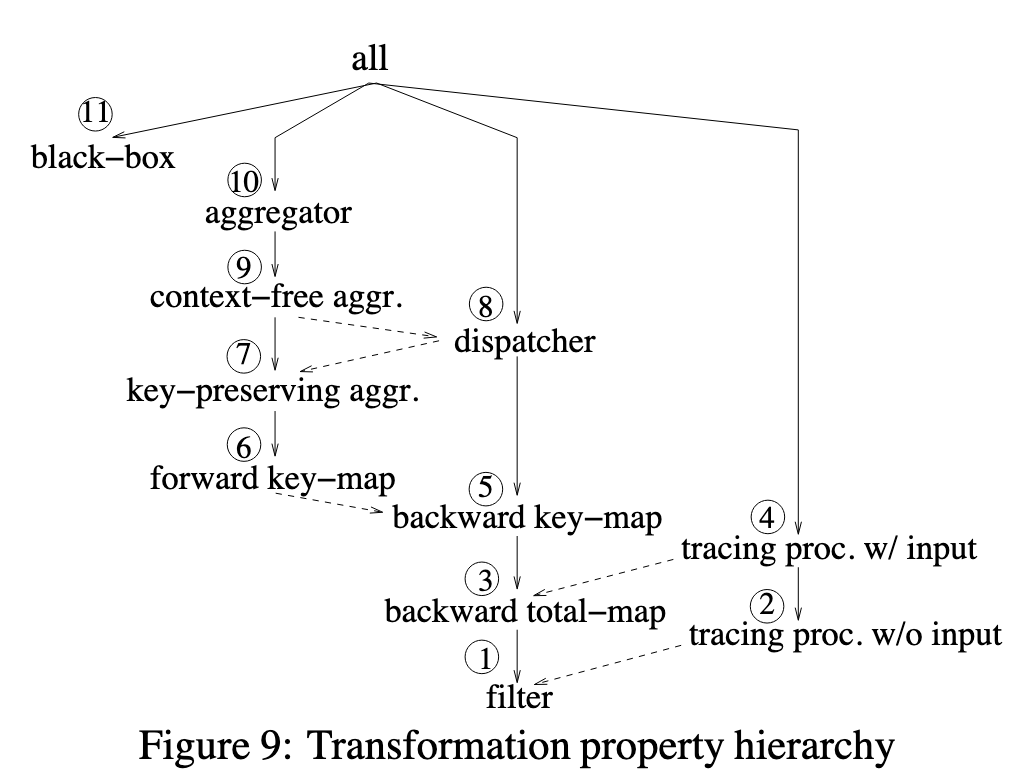 all
11
black–box
10
aggregator
9
context–free aggr.
8
dispatcher
7
key–preserving aggr.
6
forward key–map
5
backward key–map
4
tracing proc. w/ input
3
backward total–map
2
tracing proc. w/o input
1
filter
Figure 9: Transformation property hierarchy